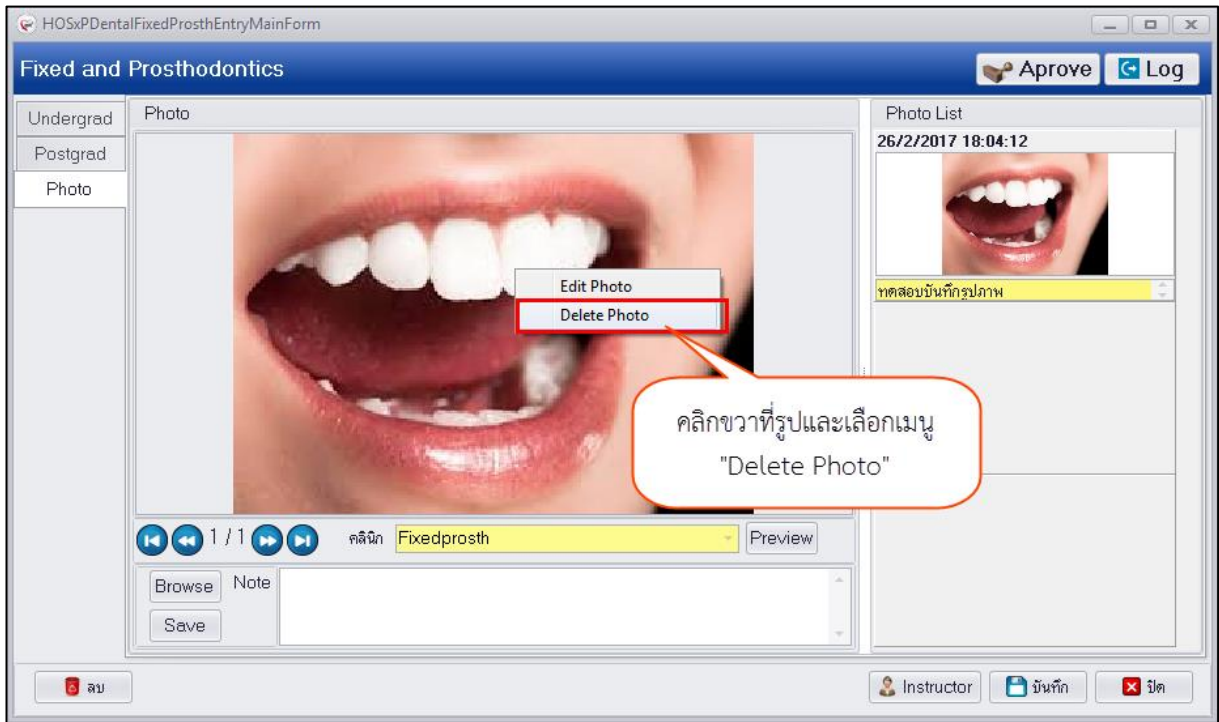 HOSxPDentalFixedProsthEntryMainForm
Fixed and Prosthodontics
Aprove
Log
Undergrad
Postgrad
Photo
Photo
Photo List
26/2/2017 18:04:12
ทดสอบบันทึกรูปภาพ
Edit Photo
Delete Photo
คลิกขวาที่รูปและเลือกเมนู
"Delete Photo"
1 / 1
คลินิก
Fixedprosth
Preview
Browse
Note
Save
ลบ
Instructor
บันทึก
ปิด